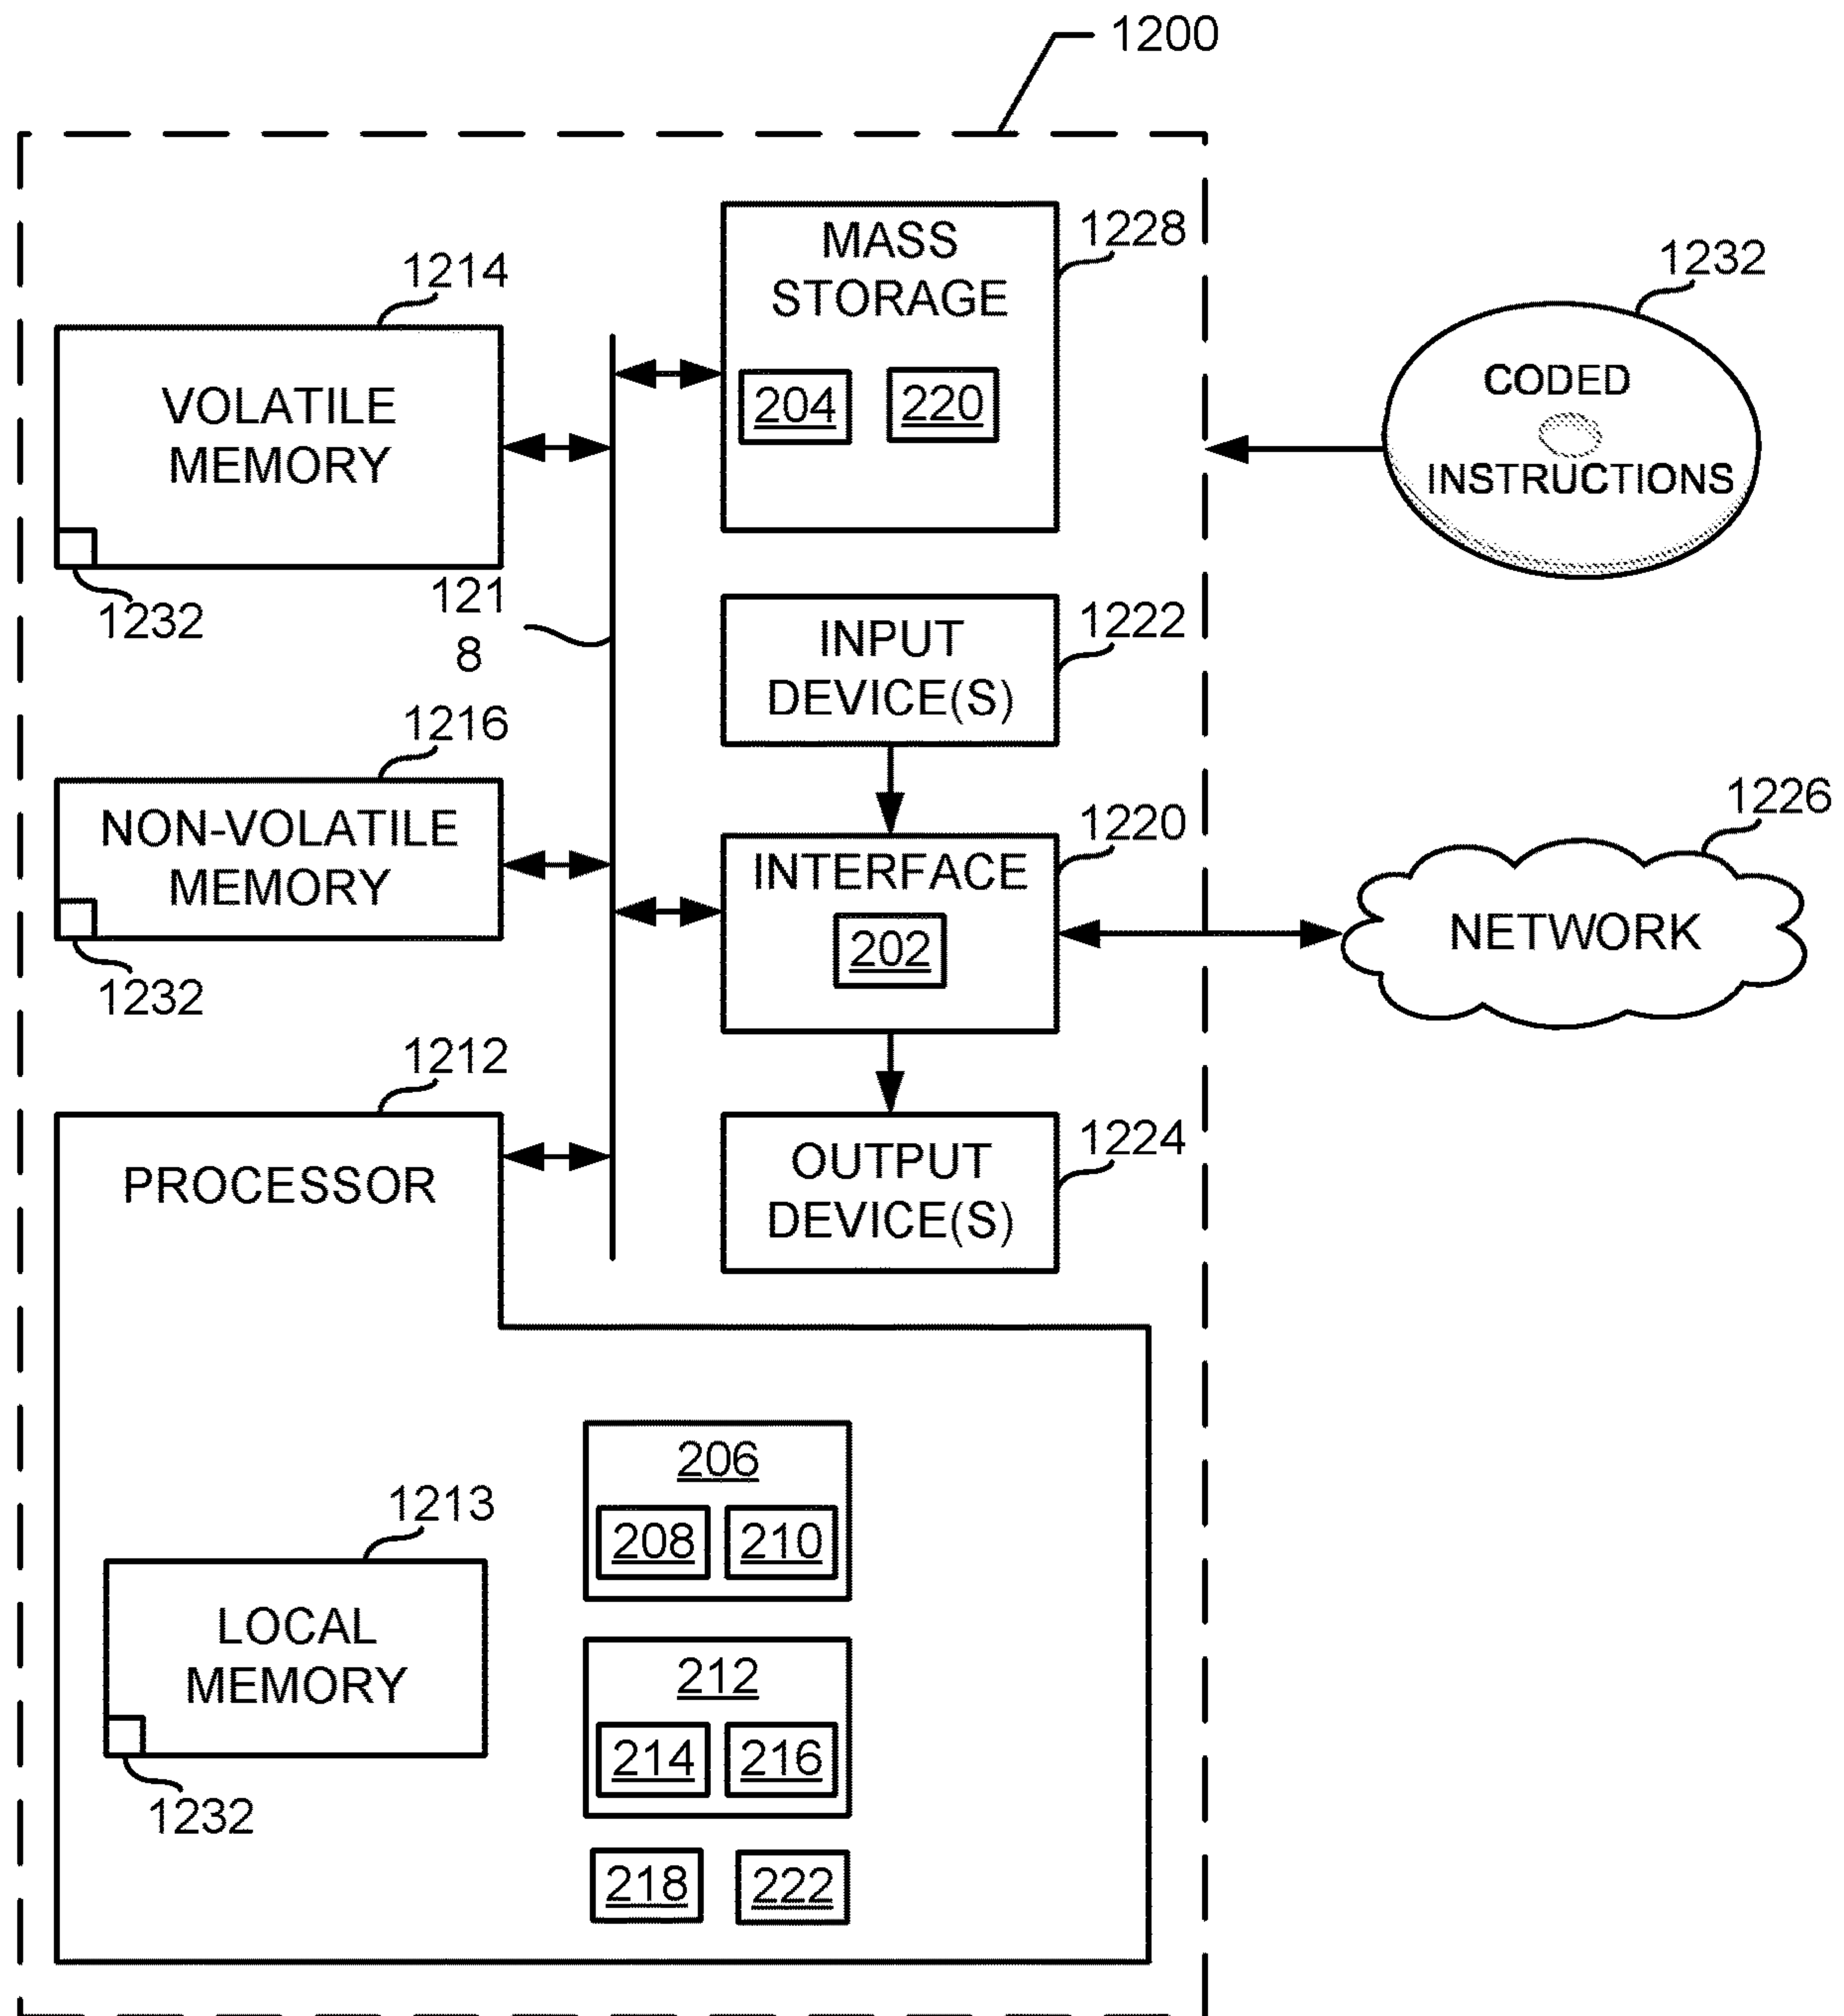 1200
MASS
STORAGE
1228
204
220
1214
VOLATILE
MEMORY
1232
1232
CODED
INSTRUCTIONS
121
8
INPUT
DEVICE(S)
1222
1216
NON-VOLATILE
MEMORY
1232
INTERFACE
1220
202
1226
NETWORK
1212
PROCESSOR
OUTPUT
DEVICE(S)
1224
206
208
210
1213
LOCAL
MEMORY
1232
212
214
216
218
222